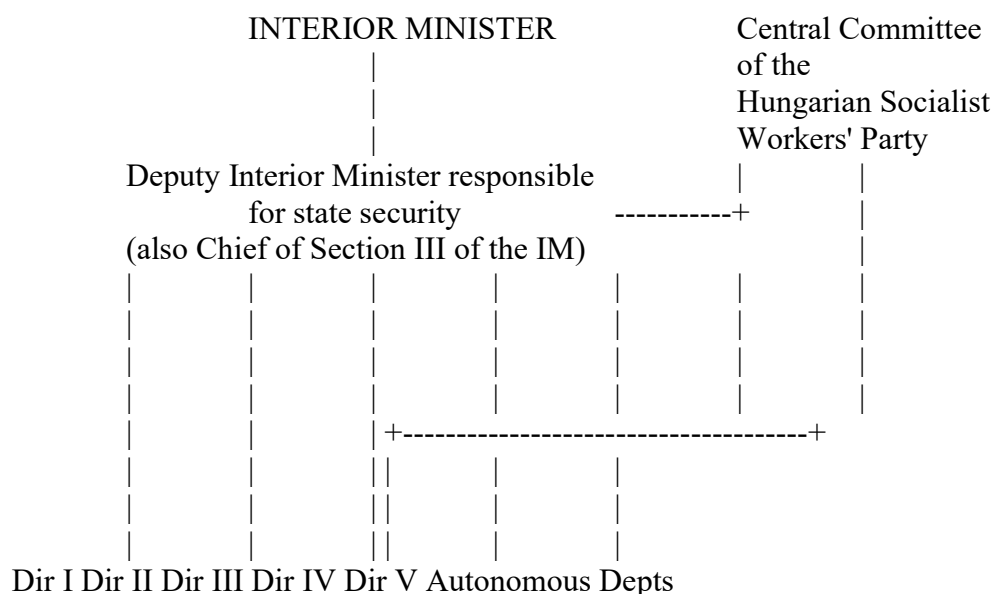 INTERIOR MINISTER Central Committee
of the
Hungarian Socialist
Workers' Party
Deputy Interior Minister responsible
for state security -----------+
(also Chief of Section III of the IM)
+---------------------------------------+
Dir I Dir II Dir III Dir IV Dir V Autonomous Depts